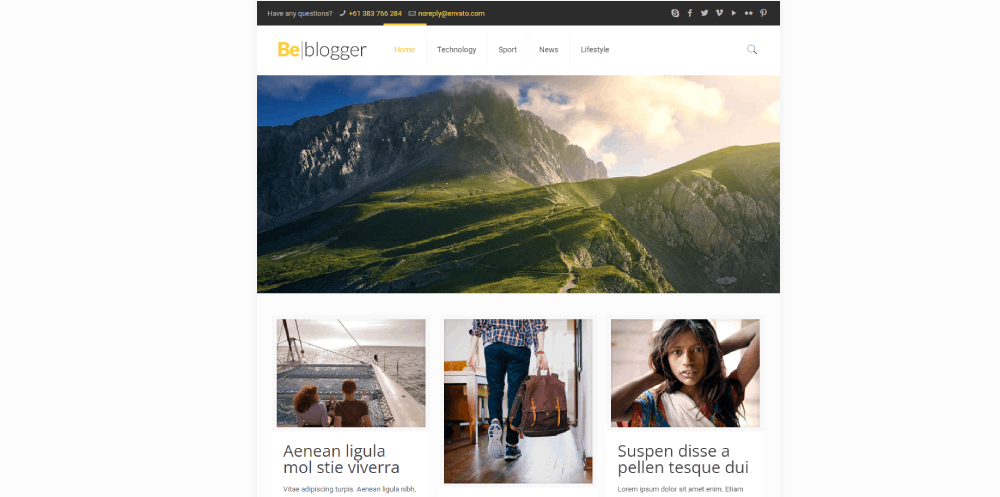 Have any questions? +61 383 766 284 noreply@envato.com
Be|blogger
Home Technology Sport News Lifestyle
Aenean ligula
mol stie viverra
Vitae adipiscing turpis. Aenean ligula nibh,
Suspen disse a
pellen tesque dui
Lorem ipsum dolor sit amet enim. Etiam